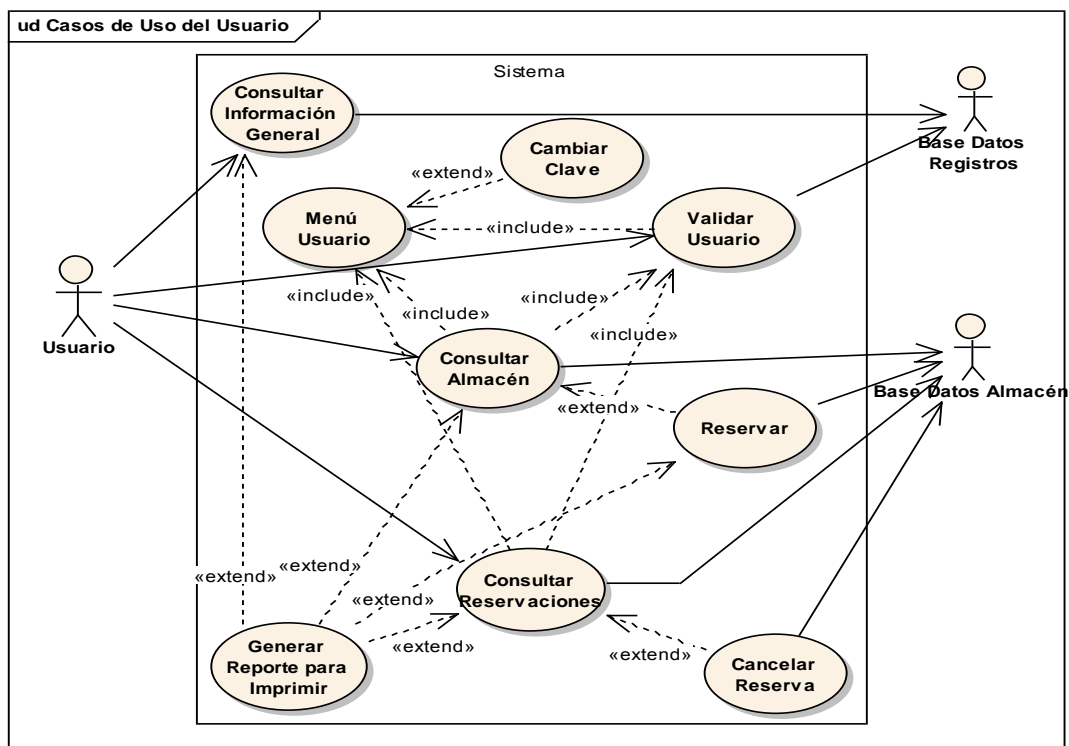 ud Casos de Uso del Usuario
Sistema
Consultar
Información
General
Base Datos
Registros
Cambiar
Clave
«extend»
Menú
Usuario
«include»
Validar
Usuario
Usuario
«include»
«include»
«include»
«include»
Consultar
Almacén
Base Datos Almacén
«extend»
Reservar
«extend»
«extend»
«extend»
Consultar
Reservaciones
«extend»
«extend»
Generar
Reporte para
Imprimir
Cancelar
Reserva